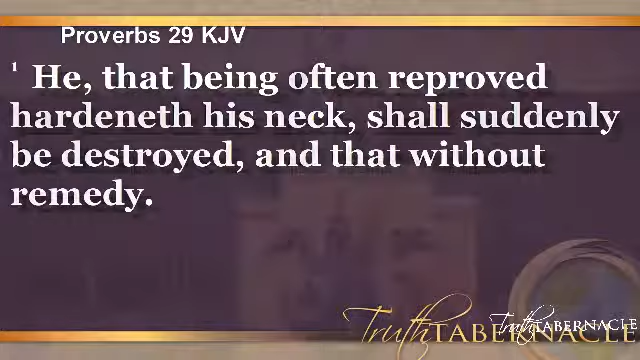 Proverbs 29 KJV
1 He, that being often reproved
hardeneth his neck, shall suddenly
be destroyed, and that without
remedy.
TruthTABERNACLE
TruthTABERNACLE